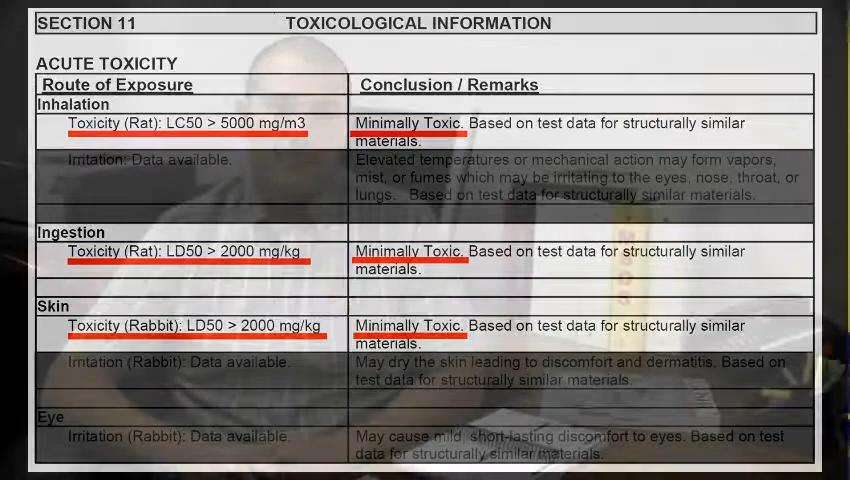 SECTION 11 TOXICOLOGICAL INFORMATION
ACUTE TOXICITY
Route of Exposure Conclusion / Remarks
Inhalation
Toxicity (Rat): LC50 > 5000 mg/m3 Minimally Toxic. Based on test data for structurally similar
materials.
Irritation: Data available. Elevated temperatures or mechanical action may form vapors,
mist, or fumes which may be irritating to the eyes, nose, throat, or
lungs. Based on test data for structurally similar materials.
Ingestion
Toxicity (Rat): LD50 > 2000 mg/kg Minimally Toxic. Based on test data for structurally similar
materials.
Skin
Toxicity (Rabbit): LD50 > 2000 mg/kg Minimally Toxic. Based on test data for structurally similar
materials.
Irritation (Rabbit): Data available. May dry the skin leading to discomfort and dermatitis. Based on
test data for structurally similar materials.
Eye
Irritation (Rabbit): Data available. May cause mild, short-lasting discomfort to eyes. Based on test
data for structurally similar materials.